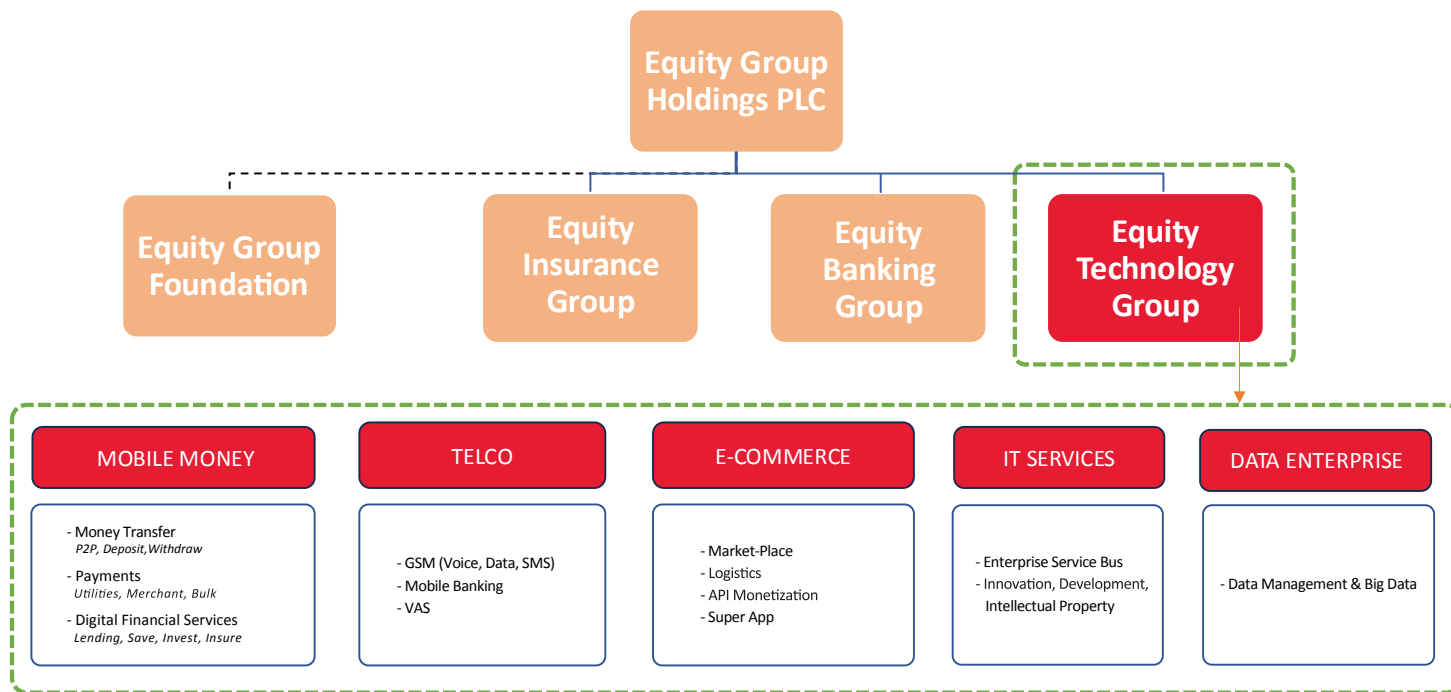 Equity Group
Holdings PLC
Equity Group
Foundation
Equity
Insurance
Group
Equity
Banking
Group
Equity
Technology
Group
MOBILE MONEY
- Money Transfer
P2P, Deposit,Withdraw
- Payments
Utilities, Merchant, Bulk
- Digital Financial Services
Lending, Save, Invest, Insure
TELCO
- GSM (Voice, Data, SMS)
- Mobile Banking
- VAS
E-COMMERCE
- Market-Place
- Logistics
- API Monetization
- Super App
IT SERVICES
- Enterprise Service Bus
- Innovation, Development,
Intellectual Property
DATA ENTERPRISE
- Data Management & Big Data